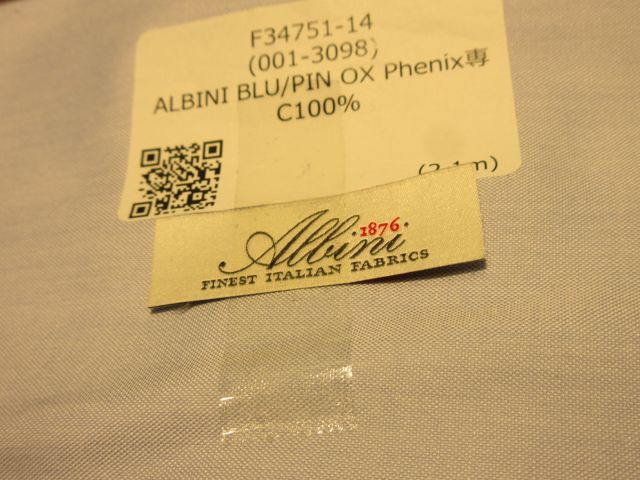 F34751-14
(001-3098)
ALBINI BLU/PIN OX Phenix専
C100%
Albini
1876
FINEST ITALIAN FABRICS